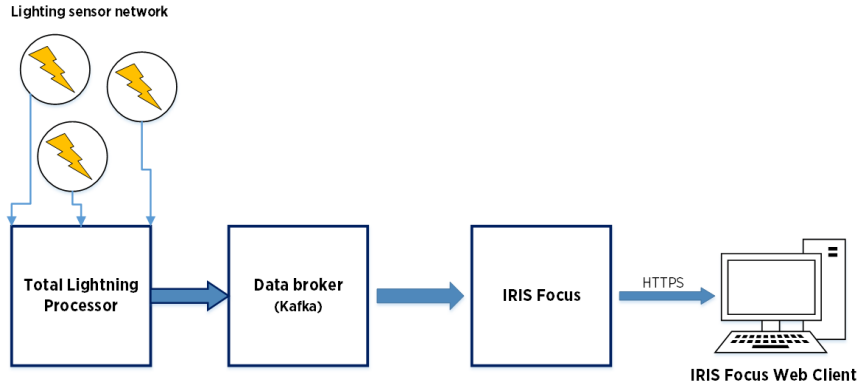 Lighting sensor network
Total Lightning
Processor
Data broker
(Kafka)
IRIS Focus
HTTPS
IRIS Focus Web Client